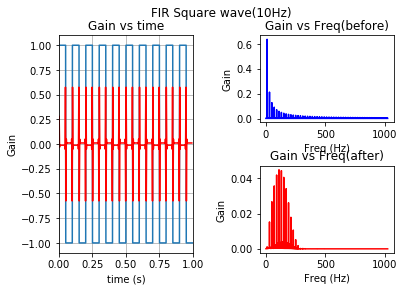 FIR Square wave(10Hz)
Gain vs time
1.00
0.75
0.50
0.25
0.00
−0.25
−0.50
−0.75
−1.00
Gain
0.00 0.25 0.50 0.75 1.00
time (s)
Gain vs Freq(before)
0.6
0.4
0.2
0.0
Gain
0 500 1000
Freq (Hz)
Gain vs Freq(after)
0.04
0.02
0.00
Gain
0 500 1000
Freq (Hz)